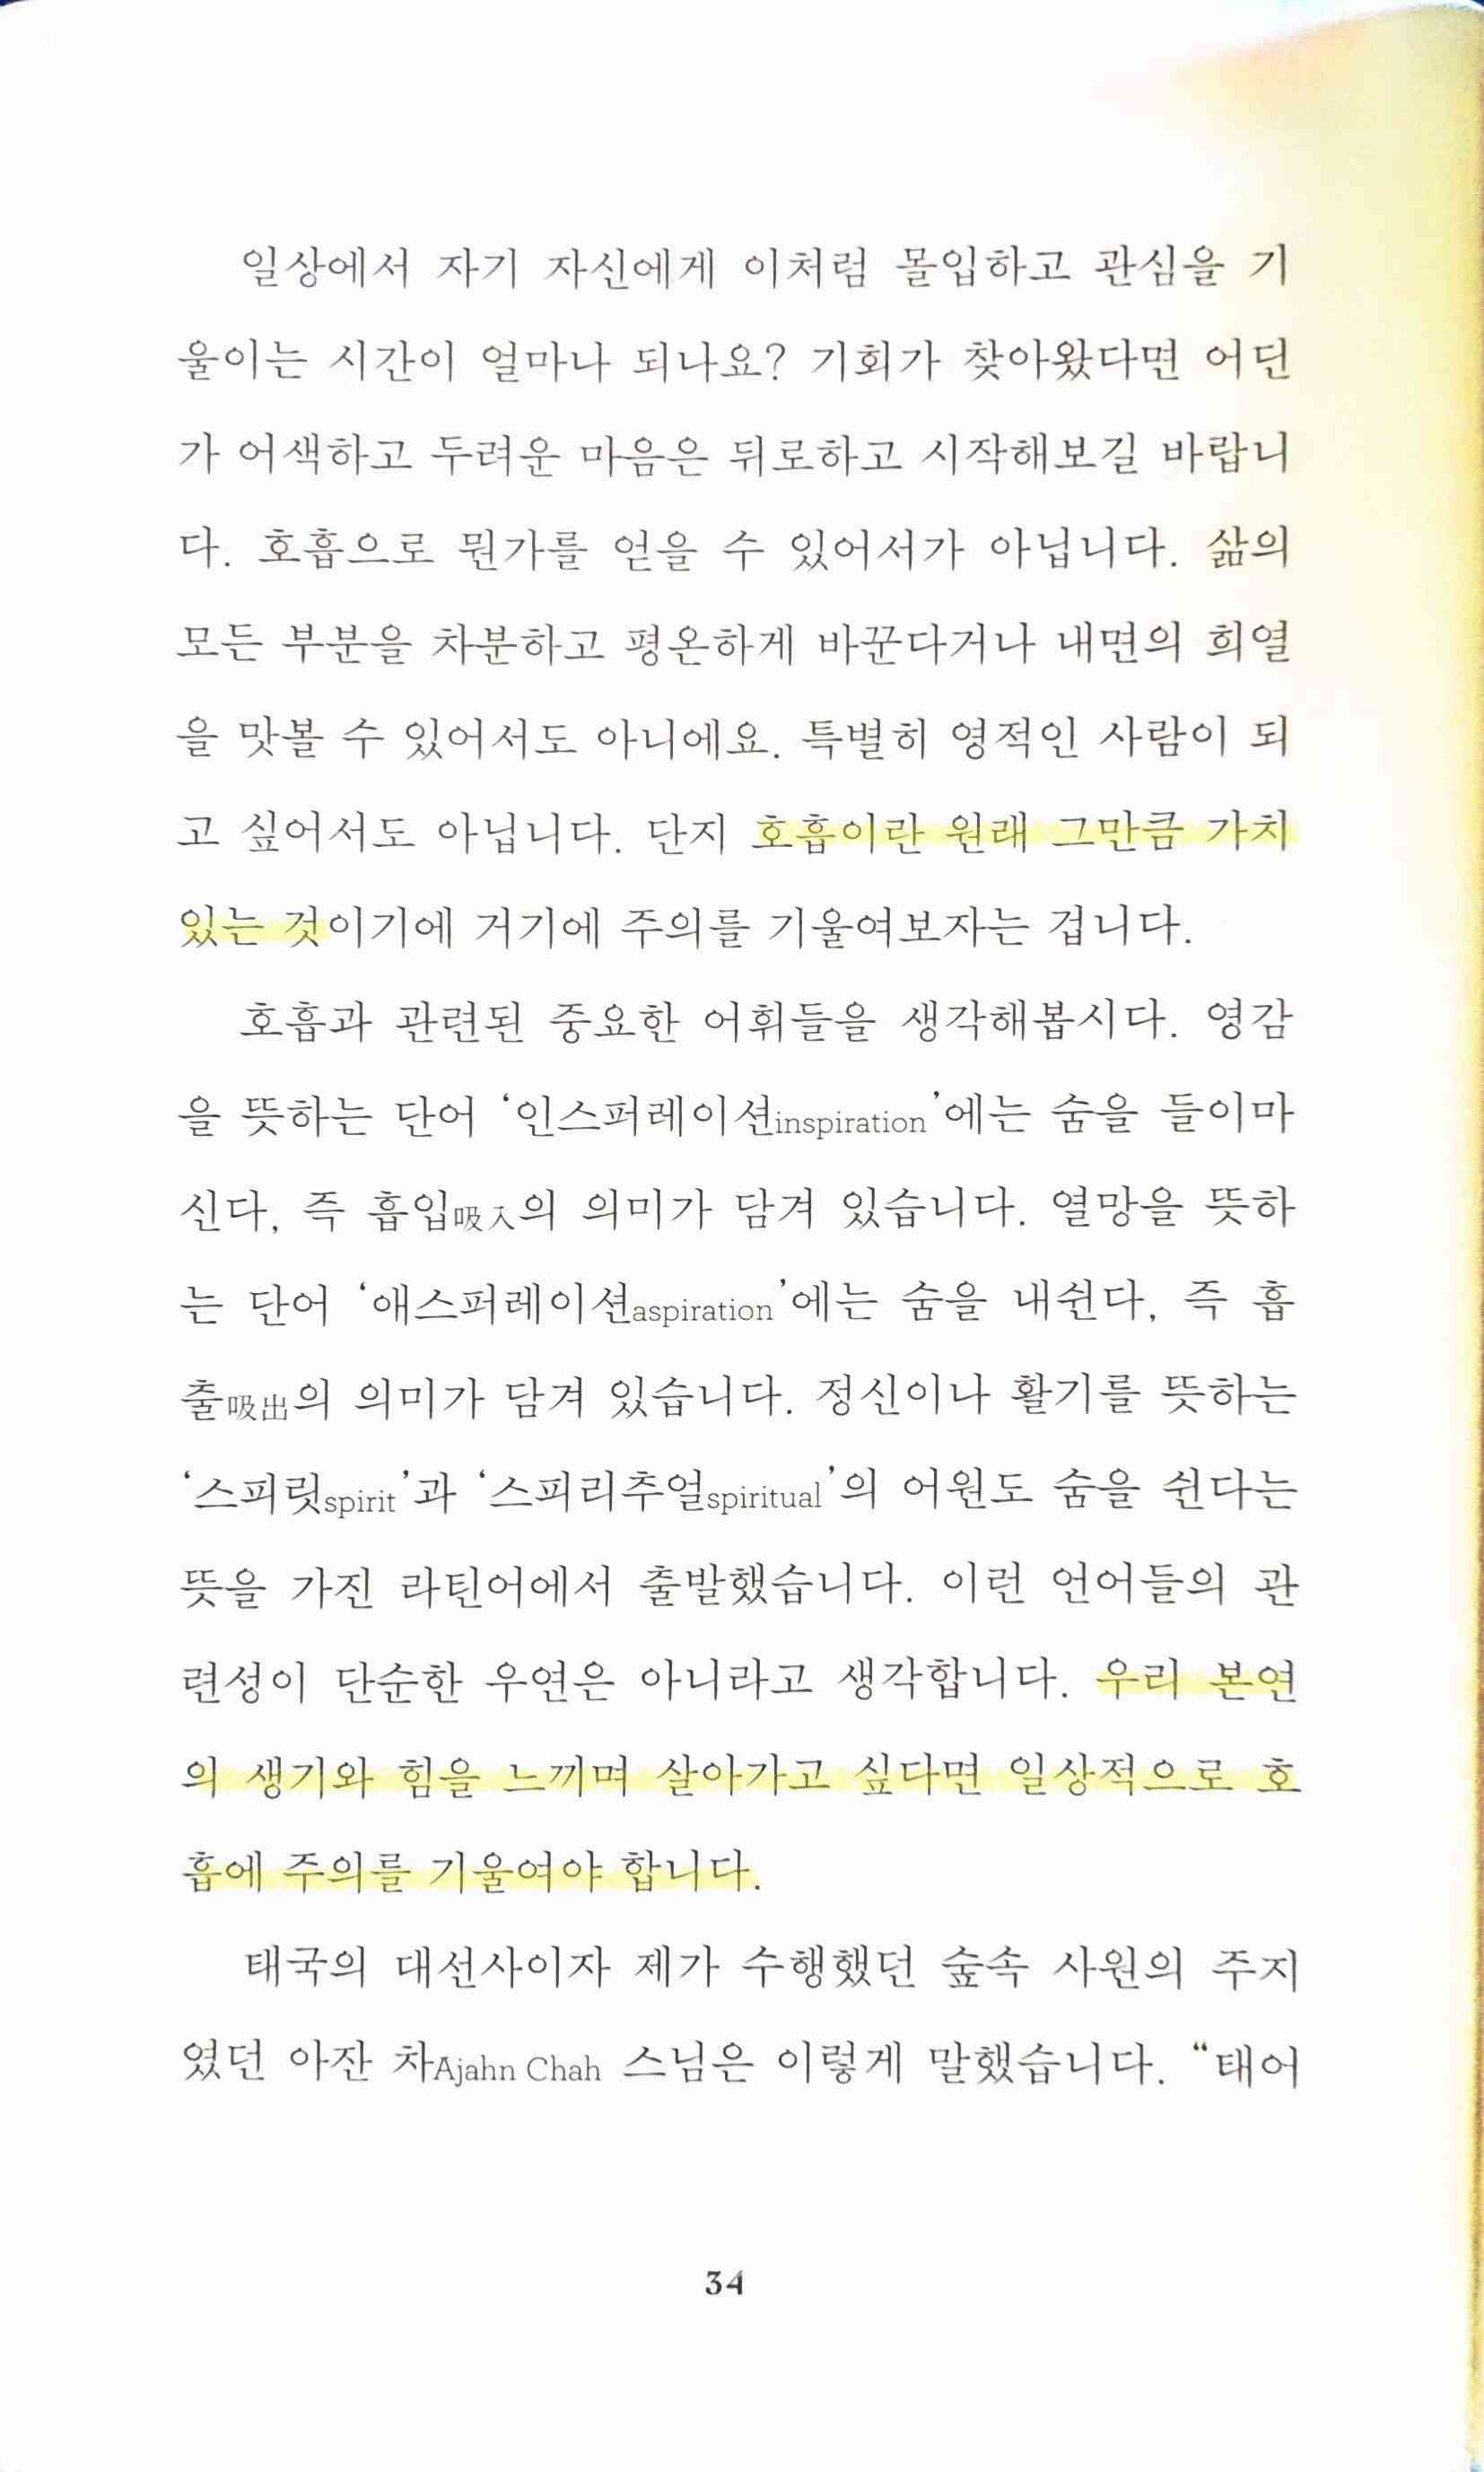 일상에서 자기 자신에게 이처럼 몰입하고 관심을 기
울이는 시간이 얼마나 되나요? 기회가 찾아왔다면 어딘
가 어색하고 두려운 마음은 뒤로하고 시작해보길 바랍니
다. 호흡으로 뭔가를 얻을 수 있어서가 아닙니다. 삶의
모든 부분을 차분하고 평온하게 바꾼다거나 내면의 희열
을 맛볼 수 있어서도 아니에요. 특별히 영적인 사람이 되
고 싶어서도 아닙니다. 단지 호흡이란 원래 그만큼 가치
있는 것이기에 거기에 주의를 기울여보자는 겁니다.
호흡과 관련된 중요한 어휘들을 생각해봅시다. 영감
을 뜻하는 단어 ‘인스퍼레이션inspiration’에는 숨을 들이마
신다, 즉 흡입吸入의 의미가 담겨 있습니다. 열망을 뜻하
는 단어 ‘애스퍼레이션aspiration’에는 숨을 내쉰다, 즉 흡
출吸出의 의미가 담겨 있습니다. 정신이나 활기를 뜻하는
‘스피릿spirit’과 ‘스피리추얼spiritual’의 어원도 숨을 쉰다는
뜻을 가진 라틴어에서 출발했습니다. 이런 언어들의 관
련성이 단순한 우연은 아니라고 생각합니다. 우리 본연
의 생기와 힘을 느끼며 살아가고 싶다면 일상적으로 호
흡에 주의를 기울여야 합니다.
태국의 대선사이자 제가 수행했던 숲속 사원의 주지
였던 아잔 차Ajahn Chah 스님은 이렇게 말했습니다. “태어
34